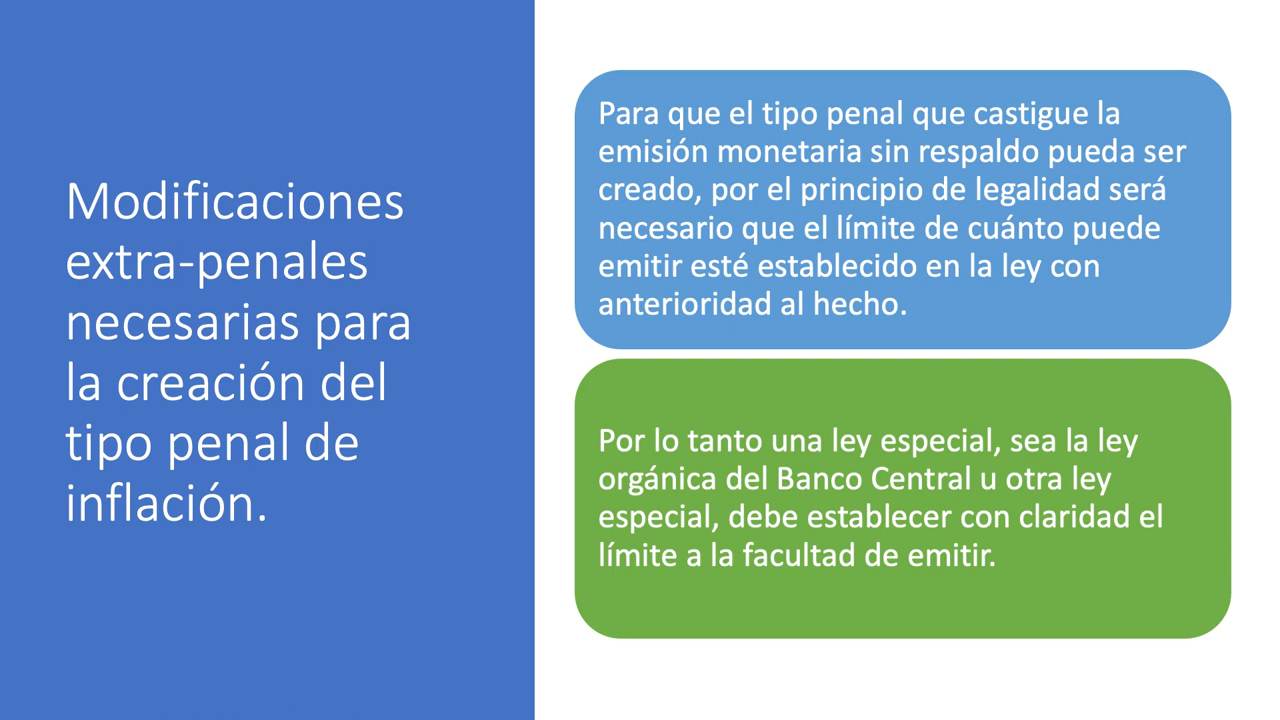 Modificaciones
extra-penales
necesarias para
la creación del
tipo penal de
inflación.
Para que el tipo penal que castigue la
emisión monetaria sin respaldo pueda ser
creado, por el principio de legalidad será
necesario que el límite de cuánto puede
emitir esté establecido en la ley con
anterioridad al hecho.
Por lo tanto una ley especial, sea la ley
orgánica del Banco Central u otra ley
especial, debe establecer con claridad el
límite a la facultad de emitir.